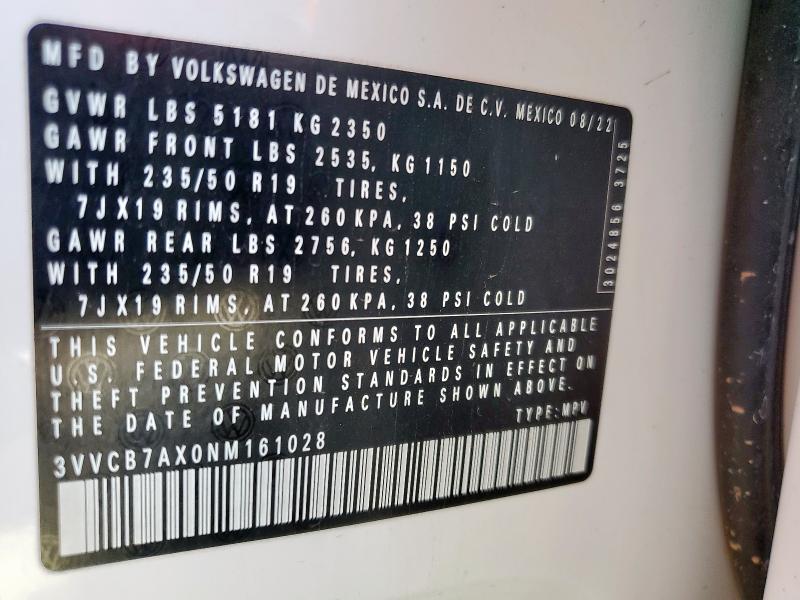 MFD BY VOLKSWAGEN DE MEXICO S.A. DE C.V. MEXICO 08/22
GVWR LBS 5181 KG 2350
GAWR FRONT LBS 2535, KG 1150
WITH 235/50 R19 TIRES,
7J X19 RIMS, AT 260 KPA, 38 PSI COLD
GAWR REAR LBS 2756, KG 1250
WITH 235/50 R19 TIRES,
7J X19 RIMS, AT 260 KPA, 38 PSI COLD
3024856 3725
THIS VEHICLE CONFORMS TO ALL APPLICABLE
U.S. FEDERAL MOTOR VEHICLE SAFETY AND
THEFT PREVENTION STANDARDS IN EFFECT ON
THE DATE OF MANUFACTURE SHOWN ABOVE.
TYPE: MPV
3VVCB7AX0NM161028